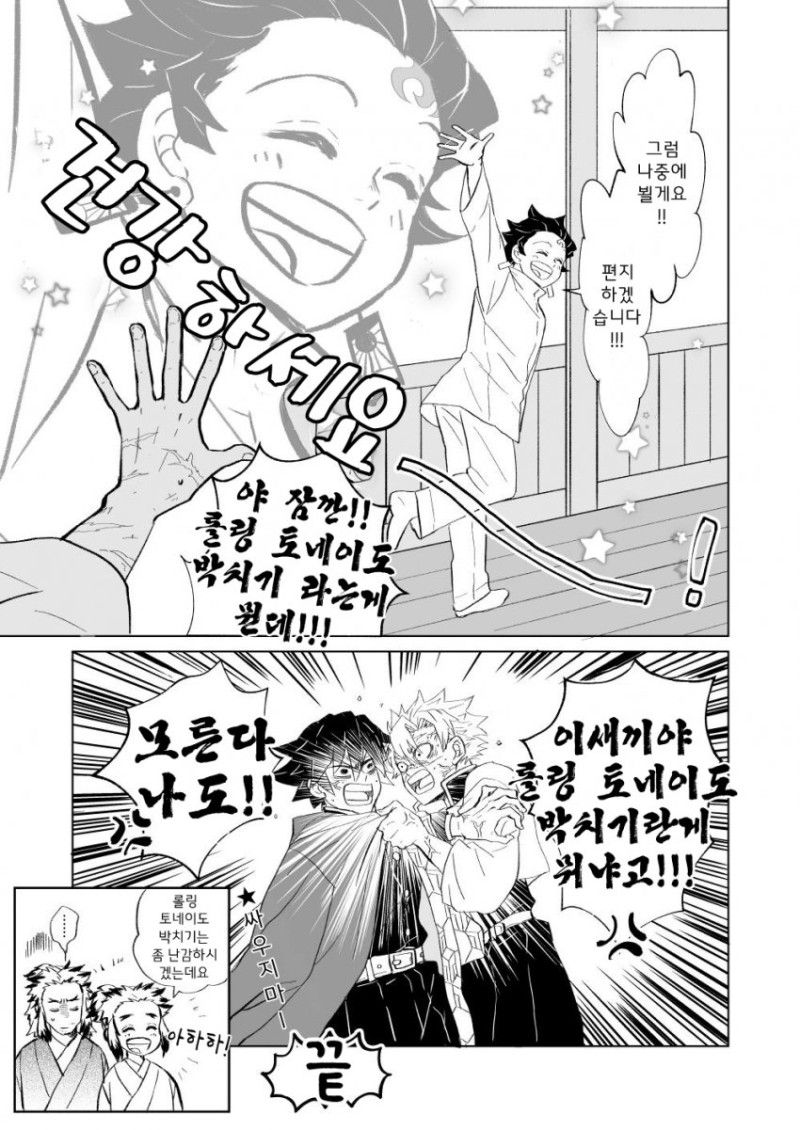 그럼
나중에
뵐게요
!!
편지
하겠
습니다
!!!
건강하세요
!
야 잠깐!!
롤링 토네이도
박치기 라는게
뭔데!!!
이새끼야
롤링 토네이도
박치기란게
뭐냐고!!!
모른다
나도!!
★싸우지마ー
롤링
토네이도
박치기는
좀 난감하시
겠는데요
……
아하하!
끝